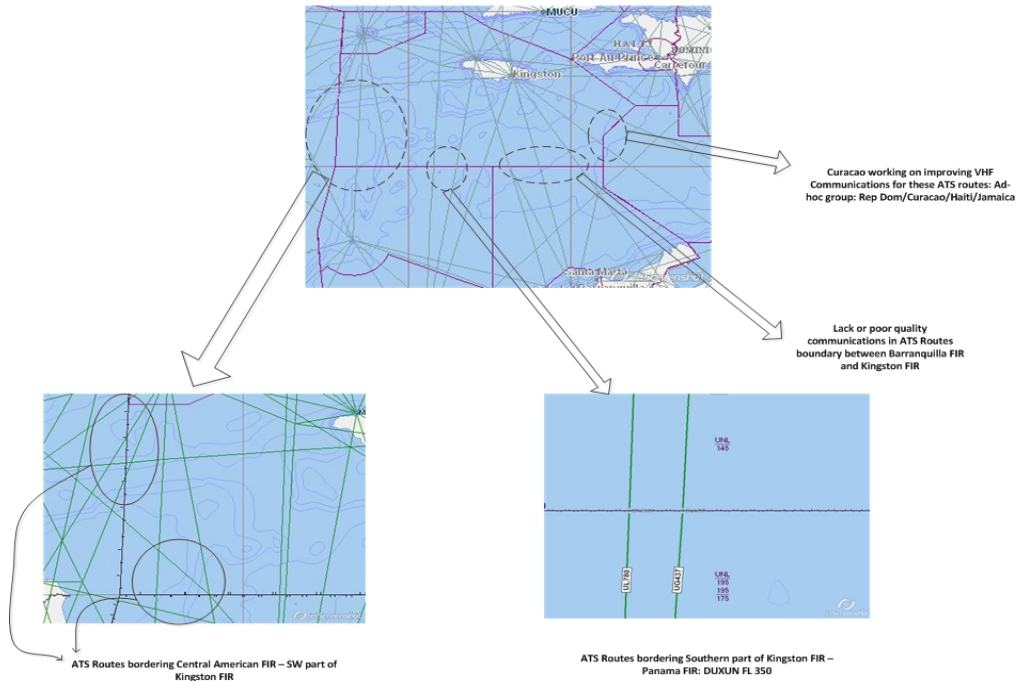 MUCU
HAITI
Port-Au-Prince
Carrefour
Kingston
Santa Marta
Curacao working on improving VHF
Communications for these ATS routes: Ad-
hoc group: Rep Dom/Curacao/Haiti/Jamaica
Lack or poor quality
communications in ATS Routes
boundary between Barranquilla FIR
and Kingston FIR
UNL
145
UL780
UG437
UNL
195
195
175
ATS Routes bordering Central American FIR – SW part of
Kingston FIR
ATS Routes bordering Southern part of Kingston FIR –
Panama FIR: DUXUN FL 350